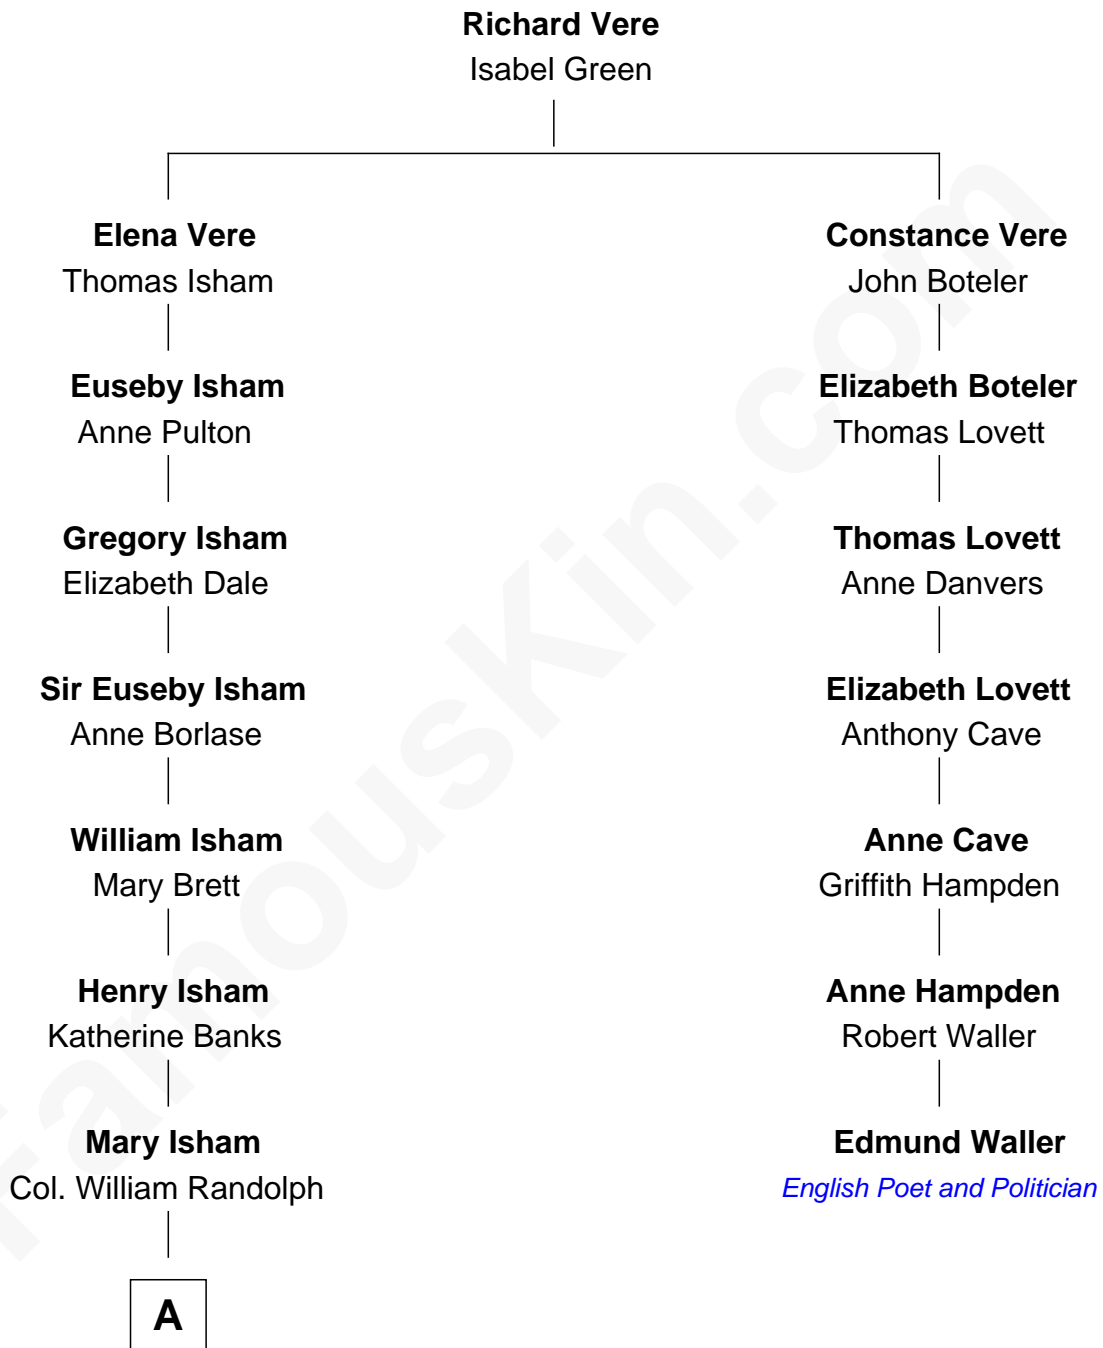 Richard Vere
Isabel Green
Elena Vere
Thomas Isham
Constance Vere
John Boteler
Euseby Isham
Anne Pulton
Elizabeth Boteler
Thomas Lovett
Gregory Isham
Elizabeth Dale
Thomas Lovett
Anne Danvers
Sir Euseby Isham
Anne Borlase
Elizabeth Lovett
Anthony Cave
William Isham
Mary Brett
Anne Cave
Griffith Hampden
Henry Isham
Katherine Banks
Anne Hampden
Robert Waller
Mary Isham
Col. William Randolph
Edmund Waller
English Poet and Politician
A
FamousKin.com